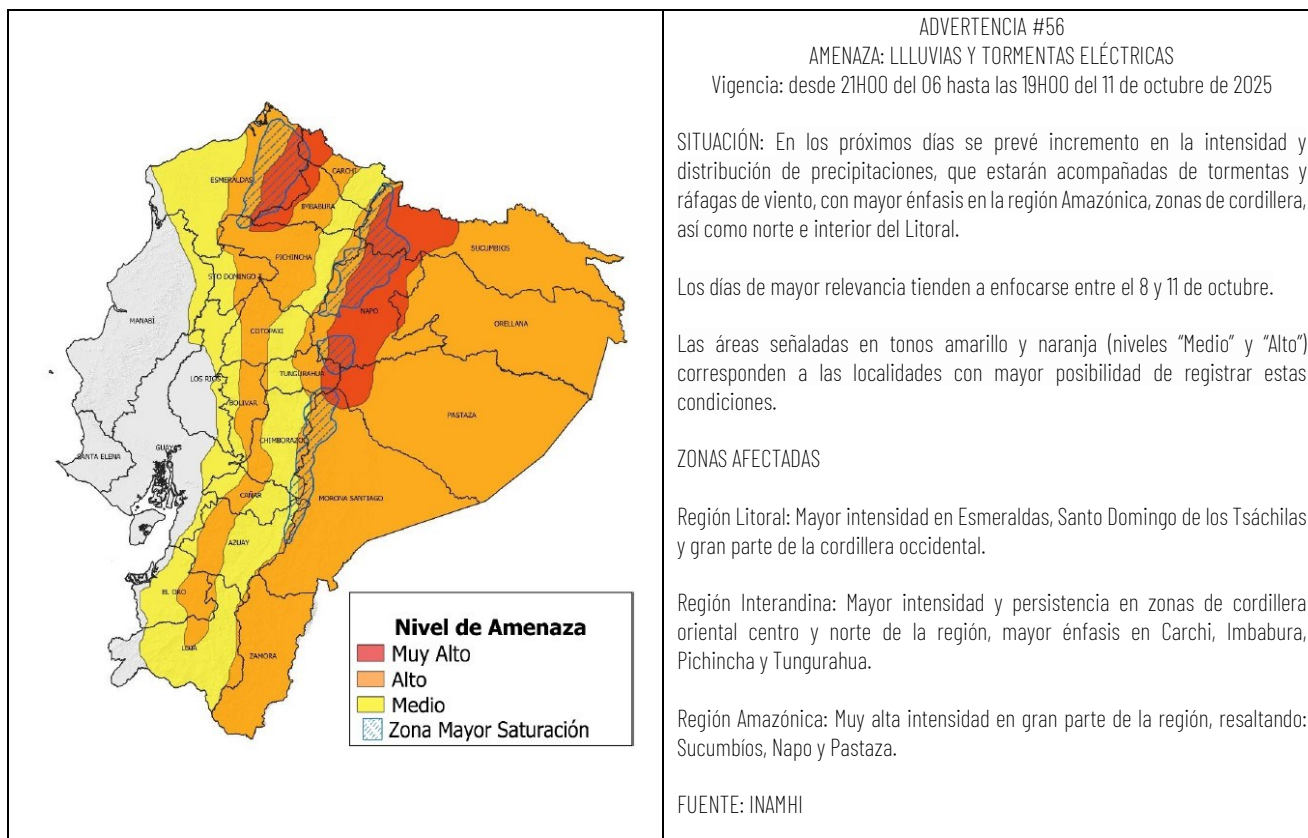 ESMERALDAS
CARCHI
IMBABURA
SUCUMBIOS
PICHINCHA
STO DOMINGO
NAPO
ORELLANA
MANABÍ
COTOPAXI
LOS RIOS
TUNGURAHUA
BOLIVAR
PASTAZA
CHIMBORAZO
GUAYAS
SANTA ELENA
MORONA SANTIAGO
CAÑAR
AZUAY
EL ORO
LOJA
ZAMORA
Nivel de Amenaza
Muy Alto
Alto
Medio
Zona Mayor Saturación
ADVERTENCIA #56
AMENAZA: LLLUVIAS Y TORMENTAS ELÉCTRICAS
Vigencia: desde 21H00 del 06 hasta las 19H00 del 11 de octubre de 2025
SITUACIÓN: En los próximos días se prevé incremento en la intensidad y
distribución de precipitaciones, que estarán acompañadas de tormentas y
ráfagas de viento, con mayor énfasis en la región Amazónica, zonas de cordillera,
así como norte e interior del Litoral.
Los días de mayor relevancia tienden a enfocarse entre el 8 y 11 de octubre.
Las áreas señaladas en tonos amarillo y naranja (niveles “Medio” y “Alto”)
corresponden a las localidades con mayor posibilidad de registrar estas
condiciones.
ZONAS AFECTADAS
Región Litoral: Mayor intensidad en Esmeraldas, Santo Domingo de los Tsáchilas
y gran parte de la cordillera occidental.
Región Interandina: Mayor intensidad y persistencia en zonas de cordillera
oriental centro y norte de la región, mayor énfasis en Carchi, Imbabura,
Pichincha y Tungurahua.
Región Amazónica: Muy alta intensidad en gran parte de la región, resaltando:
Sucumbíos, Napo y Pastaza.
FUENTE: INAMHI